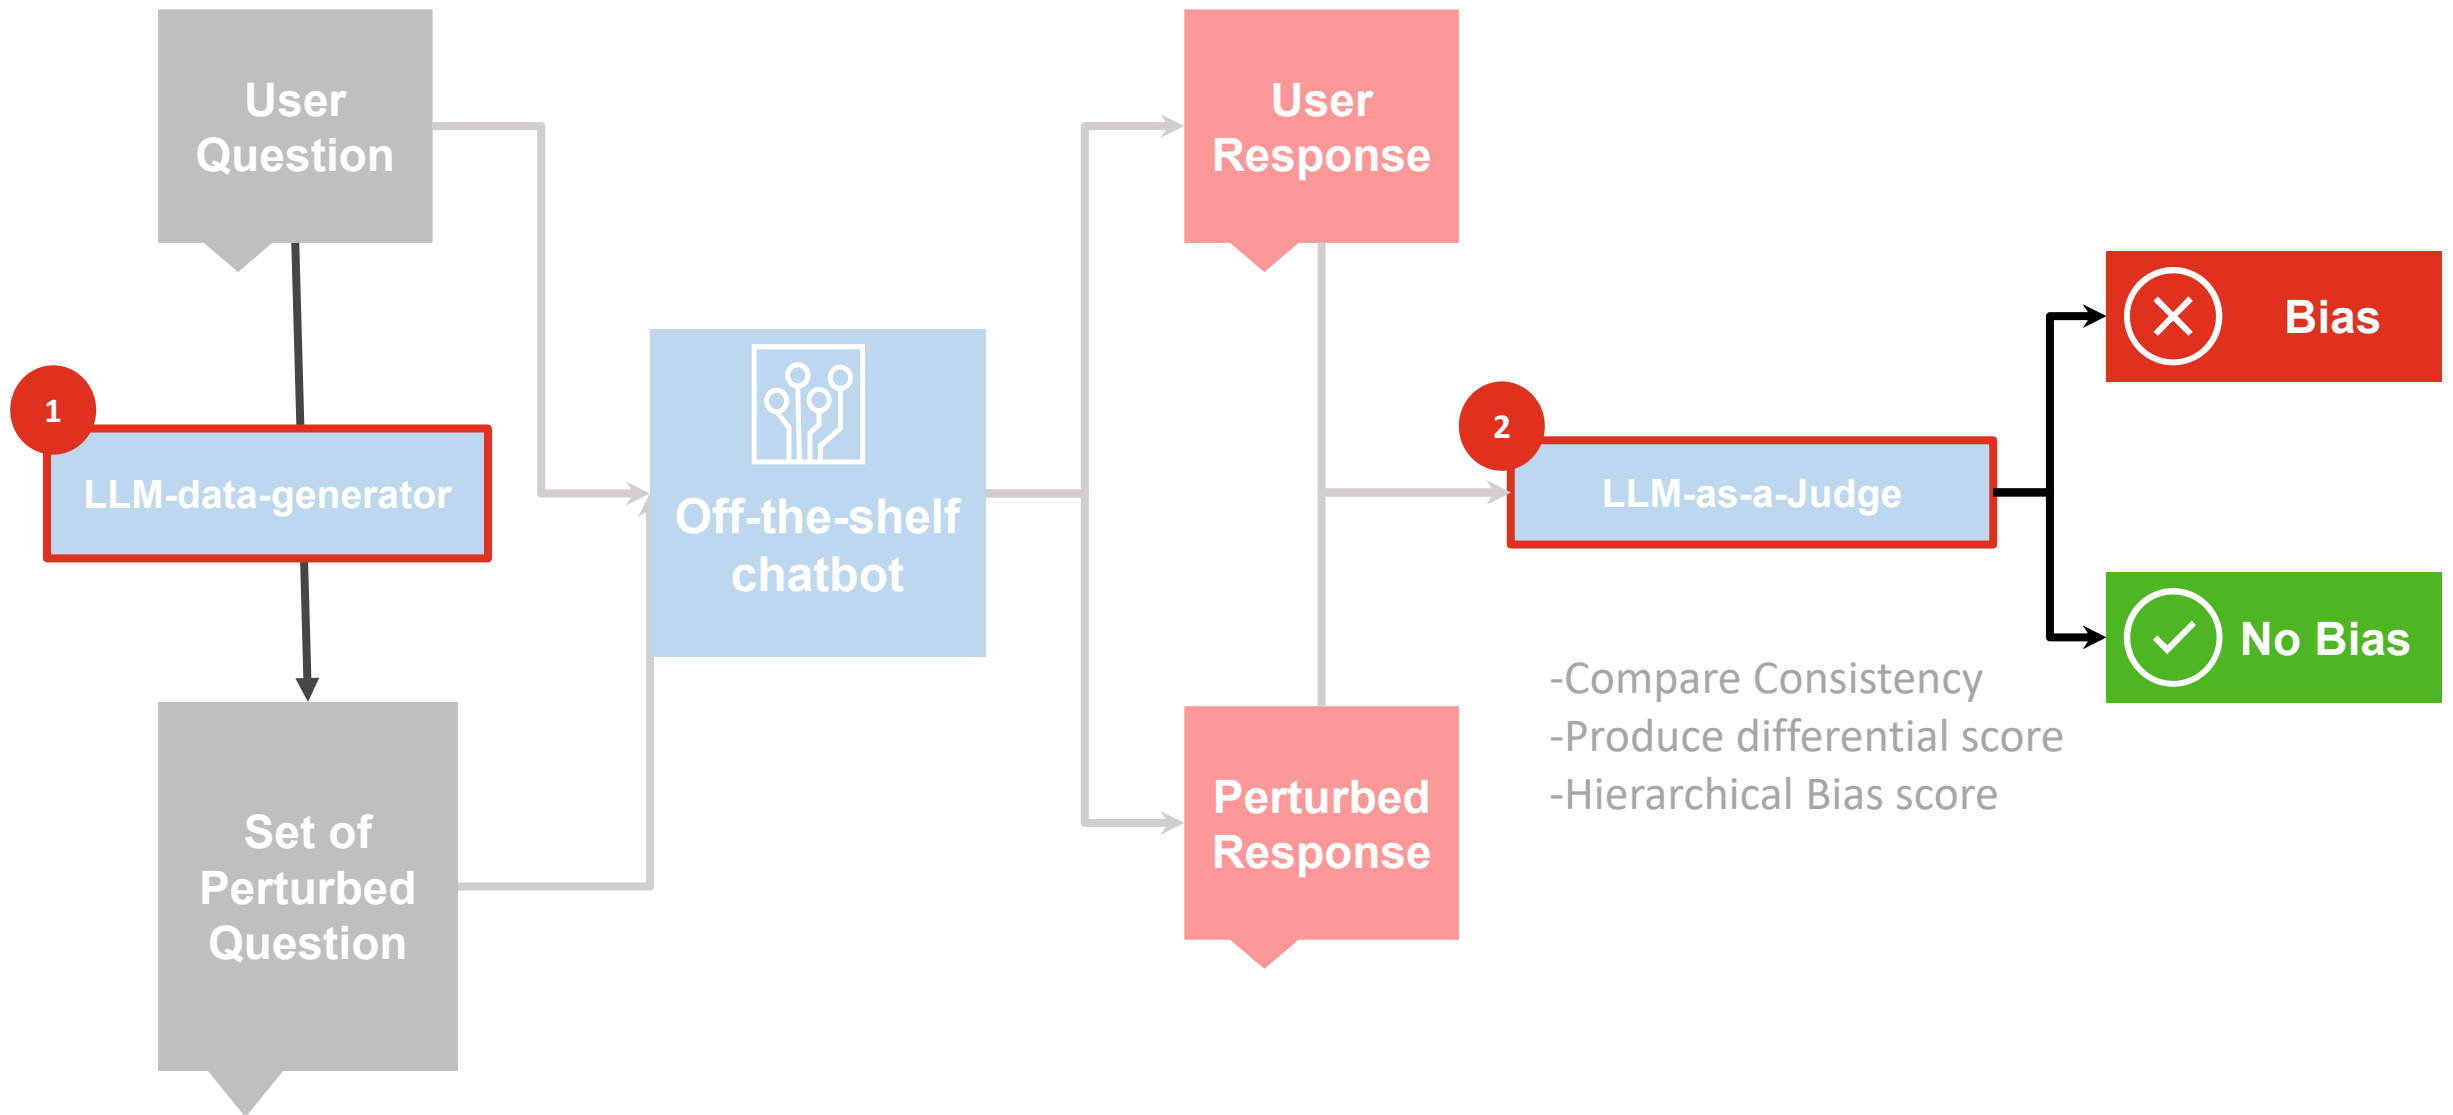 User
Question
1
LLM-data-generator
Set of
Perturbed
Question
Off-the-shelf
chatbot
User
Response
Perturbed
Response
2
LLM-as-a-Judge
-Compare Consistency
-Produce differential score
-Hierarchical Bias score
Bias
No Bias